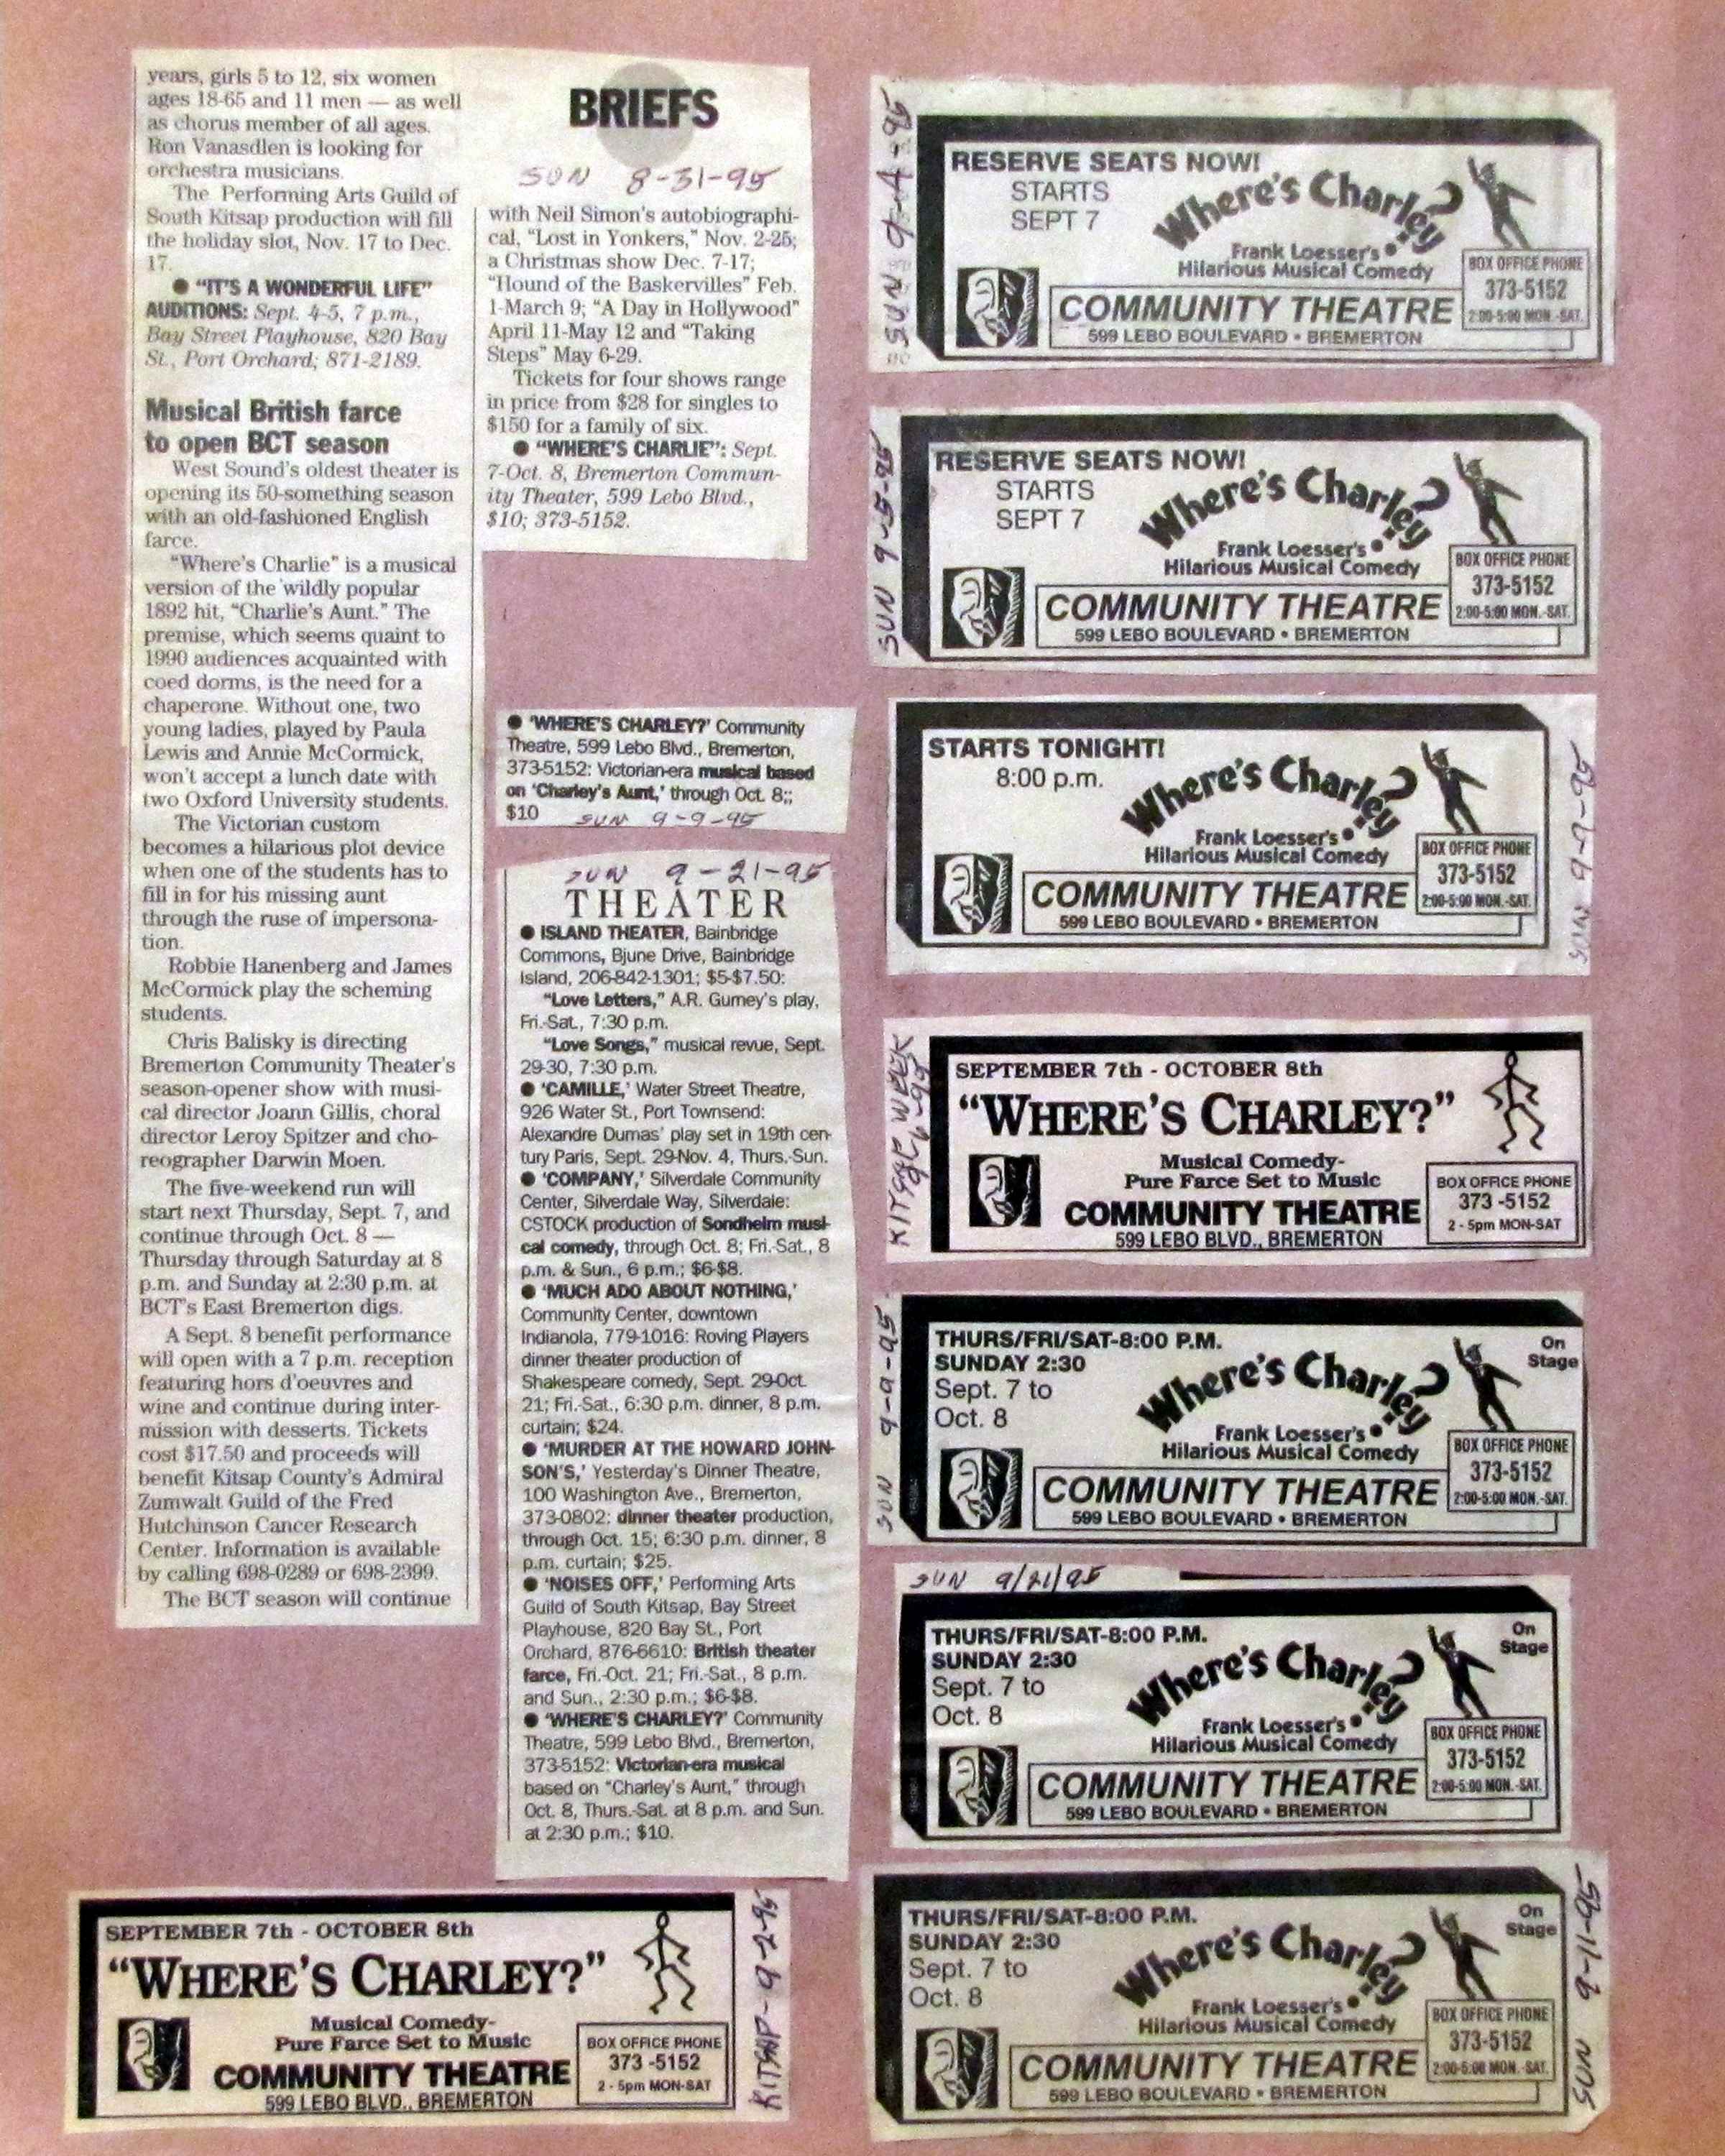 years, girls 5 to 12, six women
ages 18-65 and 11 men — as well
as chorus member of all ages.
Ron Vanasdlen is looking for
orchestra musicians.
The Performing Arts Guild of
South Kitsap production will fill
the holiday slot, Nov. 17 to Dec.
17.
● “IT'S A WONDERFUL LIFE”
AUDITIONS: Sept. 4-5, 7 p.m.,
Bay Street Playhouse, 820 Bay
St., Port Orchard; 871-2189.
Musical British farce
to open BCT season
West Sound's oldest theater is
opening its 50-something season
with an old-fashioned English
farce.
“Where's Charlie” is a musical
version of the wildly popular
1892 hit, “Charlie's Aunt.” The
premise, which seems quaint to
1990 audiences acquainted with
coed dorms, is the need for a
chaperone. Without one, two
young ladies, played by Paula
Lewis and Annie McCormick,
won't accept a lunch date with
two Oxford University students.
The Victorian custom
becomes a hilarious plot device
when one of the students has to
fill in for his missing aunt
through the ruse of impersona-
tion.
Robbie Hanenberg and James
McCormick play the scheming
students.
Chris Balisky is directing
Bremerton Community Theater's
season-opener show with musi-
cal director Joann Gillis, choral
director Leroy Spitzer and cho-
reographer Darwin Moen.
The five-weekend run will
start next Thursday, Sept. 7, and
continue through Oct. 8 —
Thursday through Saturday at 8
p.m. and Sunday at 2:30 p.m. at
BCT's East Bremerton digs.
A Sept. 8 benefit performance
will open with a 7 p.m. reception
featuring hors d'oeuvres and
wine and continue during inter-
mission with desserts. Tickets
cost $17.50 and proceeds will
benefit Kitsap County's Admiral
Zumwalt Guild of the Fred
Hutchinson Cancer Research
Center. Information is available
by calling 698-0289 or 698-2399.
The BCT season will continue
BRIEFS
SUN 8-31-95
with Neil Simon's autobiographi-
cal, “Lost in Yonkers,” Nov. 2-25;
a Christmas show Dec. 7-17;
“Hound of the Baskervilles” Feb.
1-March 9; “A Day in Hollywood”
April 11-May 12 and “Taking
Steps” May 6-29.
Tickets for four shows range
in price from $28 for singles to
$150 for a family of six.
● “WHERE'S CHARLIE”: Sept.
7-Oct. 8, Bremerton Commun-
ity Theater, 599 Lebo Blvd.,
$10; 373-5152.
● ‘WHERE'S CHARLEY?’ Community
Theatre, 599 Lebo Blvd., Bremerton,
373-5152: Victorian-era musical based
on ‘Charley's Aunt,’ through Oct. 8;;
$10
SUN 9-9-95
SUN 9-21-95
THEATER
● ISLAND THEATER, Bainbridge
Commons, Bjune Drive, Bainbridge
Island, 206-842-1301; $5-$7.50:
“Love Letters,” A.R. Gurney's play,
Fri.-Sat., 7:30 p.m.
“Love Songs,” musical revue, Sept.
29-30, 7:30 p.m.
● ‘CAMILLE,’ Water Street Theatre,
926 Water St., Port Townsend:
Alexandre Dumas' play set in 19th cen-
tury Paris, Sept. 29-Nov. 4, Thurs.-Sun.
● ‘COMPANY,’ Silverdale Community
Center, Silverdale Way, Silverdale:
CSTOCK production of Sondheim musi-
cal comedy, through Oct. 8; Fri.-Sat., 8
p.m. & Sun., 6 p.m.; $6-$8.
● ‘MUCH ADO ABOUT NOTHING,’
Community Center, downtown
Indianola, 779-1016: Roving Players
dinner theater production of
Shakespeare comedy, Sept. 29-Oct.
21; Fri.-Sat., 6:30 p.m. dinner, 8 p.m.
curtain; $24.
● ‘MURDER AT THE HOWARD JOHN-
SON'S,’ Yesterday's Dinner Theatre,
100 Washington Ave., Bremerton,
373-0802: dinner theater production,
through Oct. 15; 6:30 p.m. dinner, 8
p.m. curtain; $25.
● ‘NOISES OFF,’ Performing Arts
Guild of South Kitsap, Bay Street
Playhouse, 820 Bay St., Port
Orchard, 876-6610: British theater
farce, Fri.-Oct. 21; Fri.-Sat., 8 p.m.
and Sun., 2:30 p.m.; $6-$8.
● ‘WHERE'S CHARLEY?’ Community
Theatre, 599 Lebo Blvd., Bremerton,
373-5152: Victorian-era musical
based on “Charley's Aunt,” through
Oct. 8, Thurs.-Sat. at 8 p.m. and Sun.
at 2:30 p.m.; $10.
SEPTEMBER 7th - OCTOBER 8th
“WHERE'S CHARLEY?”
Musical Comedy-
Pure Farce Set to Music
COMMUNITY THEATRE
599 LEBO BLVD., BREMERTON
BOX OFFICE PHONE
373-5152
2 - 5pm MON-SAT
KITSAP - 9-2-95
SUN 9-4-95
RESERVE SEATS NOW!
STARTS
SEPT 7
Where's Charley?
Frank Loesser's
Hilarious Musical Comedy
COMMUNITY THEATRE
599 LEBO BOULEVARD • BREMERTON
BOX OFFICE PHONE
373-5152
2:00-5:00 MON.-SAT.
SUN 9-5-95
RESERVE SEATS NOW!
STARTS
SEPT 7
Where's Charley?
Frank Loesser's
Hilarious Musical Comedy
COMMUNITY THEATRE
599 LEBO BOULEVARD • BREMERTON
BOX OFFICE PHONE
373-5152
2:00-5:00 MON.-SAT.
STARTS TONIGHT!
8:00 p.m.
Where's Charley?
Frank Loesser's
Hilarious Musical Comedy
COMMUNITY THEATRE
599 LEBO BOULEVARD • BREMERTON
BOX OFFICE PHONE
373-5152
2:00-5:00 MON.-SAT.
SUN 9-9-95
KITSAP WEEK
SEPTEMBER 7th - OCTOBER 8th
“WHERE'S CHARLEY?”
Musical Comedy-
Pure Farce Set to Music
COMMUNITY THEATRE
599 LEBO BLVD., BREMERTON
BOX OFFICE PHONE
373 -5152
2 - 5pm MON-SAT
SUN 9-9-95
THURS/FRI/SAT-8:00 P.M.
SUNDAY 2:30
Sept. 7 to
Oct. 8
Where's Charley?
On
Stage
Frank Loesser's
Hilarious Musical Comedy
COMMUNITY THEATRE
599 LEBO BOULEVARD • BREMERTON
BOX OFFICE PHONE
373-5152
2:00-5:00 MON.-SAT.
SUN 9/21/95
THURS/FRI/SAT-8:00 P.M.
SUNDAY 2:30
Sept. 7 to
Oct. 8
Where's Charley?
On
Stage
Frank Loesser's
Hilarious Musical Comedy
COMMUNITY THEATRE
599 LEBO BOULEVARD • BREMERTON
BOX OFFICE PHONE
373-5152
2:00-5:00 MON.-SAT.
THURS/FRI/SAT-8:00 P.M.
SUNDAY 2:30
Sept. 7 to
Oct. 8
Where's Charley?
On
Stage
Frank Loesser's
Hilarious Musical Comedy
COMMUNITY THEATRE
599 LEBO BOULEVARD • BREMERTON
BOX OFFICE PHONE
373-5152
2:00-5:00 MON.-SAT.
SUN 9-11-95